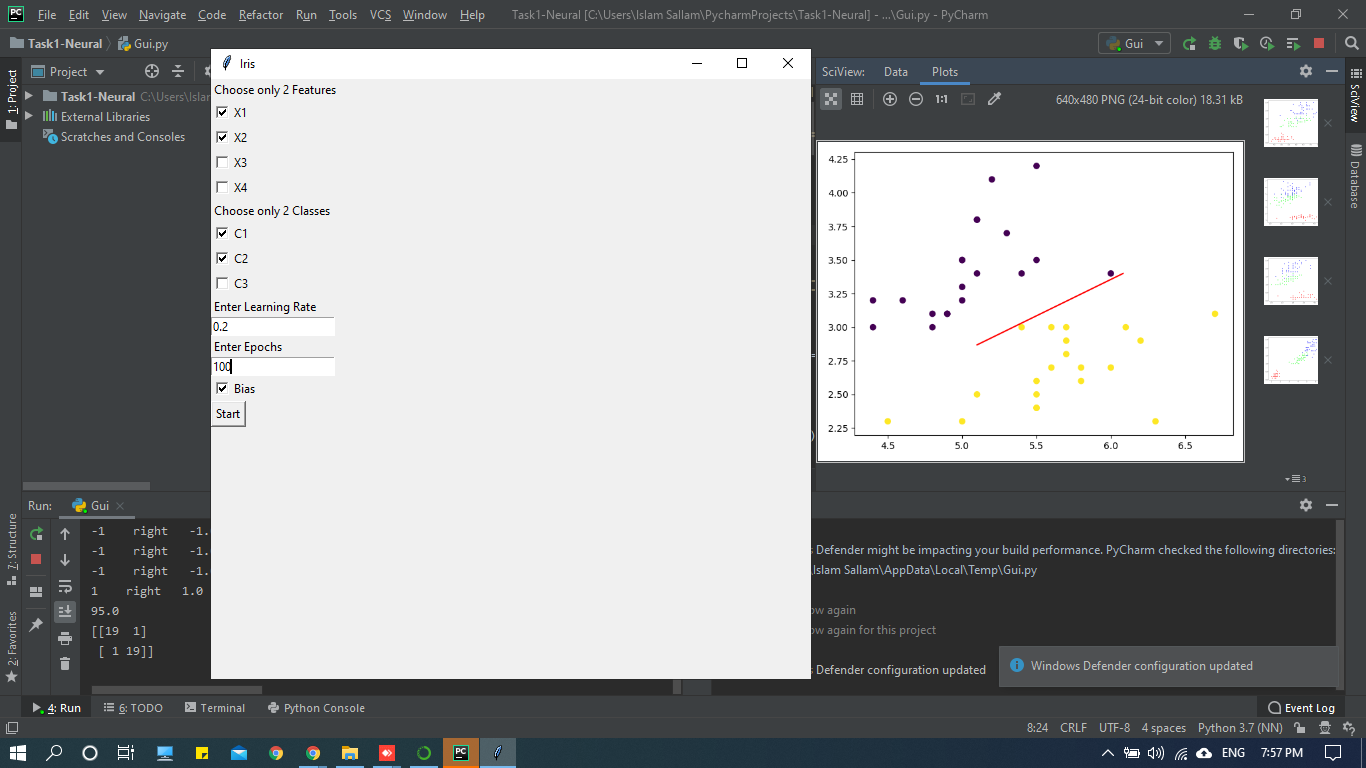 File Edit View Navigate Code Refactor Run Tools VCS Window Help Task1-Neural [C:\Users\Islam Sallam\PycharmProjects\Task1-Neural] - ...\Gui.py - PyCharm
Task1-Neural Gui.py Gui
Iris
Project
SciView: Data Plots
Task1-Neural C:\Users\Islar
External Libraries
Scratches and Consoles
1: Project
7: Structure
2: Favorites
Choose only 2 Features
X1
X2
X3
X4
Choose only 2 Classes
C1
C2
C3
Enter Learning Rate
0.2
Enter Epochs
100
Bias
Start
1:1 640x480 PNG (24-bit color) 18.31 kB
4.25
4.00
3.75
3.50
3.25
3.00
2.75
2.50
2.25
4.5 5.0 5.5 6.0 6.5
3
SciView
Database
Run: Gui
-1 right -1.
-1 right -1.
-1 right -1.
1 right 1.0
95.0
[[19 1]
[ 1 19]]
Defender might be impacting your build performance. PyCharm checked the following directories:
\Islam Sallam\AppData\Local\Temp\Gui.py
ow again
ow again for this project
Defender configuration updated
Windows Defender configuration updated
4: Run 6: TODO Terminal Python Console Event Log
8:24 CRLF UTF-8 4 spaces Python 3.7 (NN)
ENG 7:57 PM